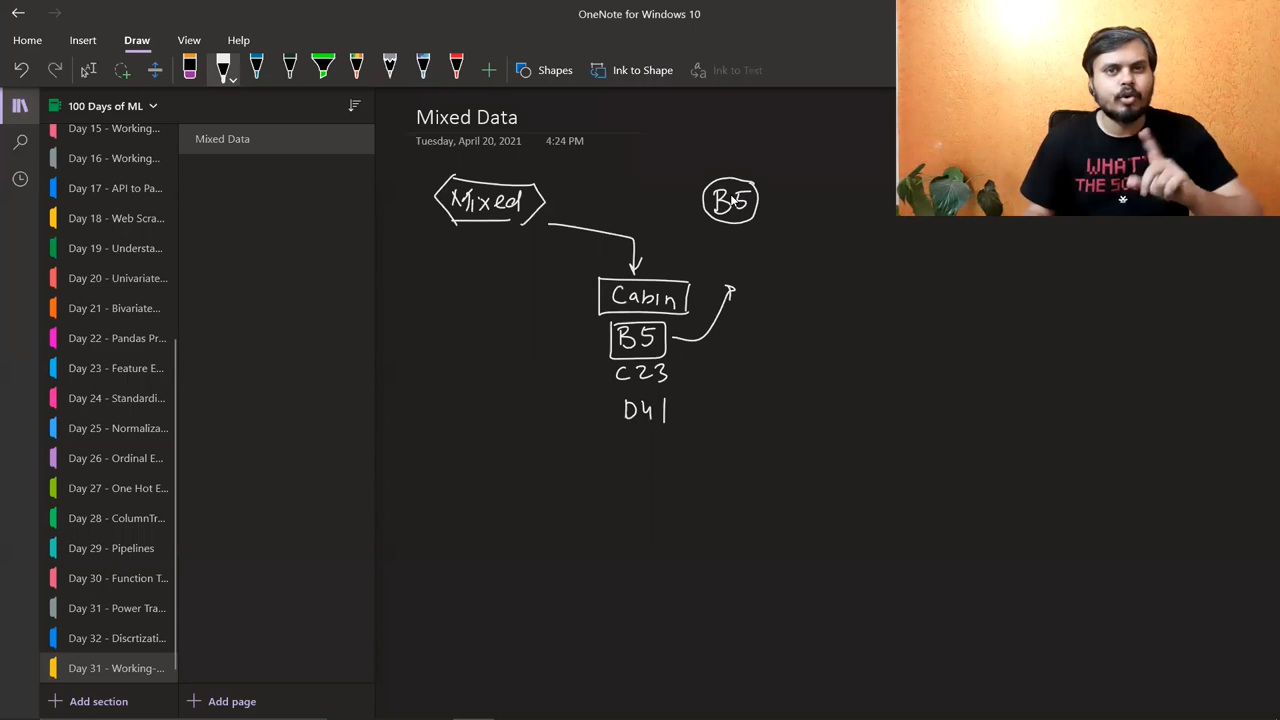 OneNote for Windows 10
Home Insert Draw View Help
Shapes Ink to Shape Ink to Text
100 Days of ML
Day 15 - Working...
Day 16 - Working...
Day 17 - API to Pa...
Day 18 - Web Scra...
Day 19 - Understa...
Day 20 - Univariate...
Day 21 - Bivariate...
Day 22 - Pandas Pr...
Day 23 - Feature E...
Day 24 - Standardi...
Day 25 - Normaliza...
Day 26 - Ordinal E...
Day 27 - One Hot E...
Day 28 - ColumnTr...
Day 29 - Pipelines
Day 30 - Function T...
Day 31 - Power Tra...
Day 32 - Discrtizati...
Day 31 - Working-...
Add section
Mixed Data
Add page
Mixed Data
Tuesday, April 20, 2021 4:24 PM
Mixed
B5
Cabin
B5
C23
D41
WHAT
THE